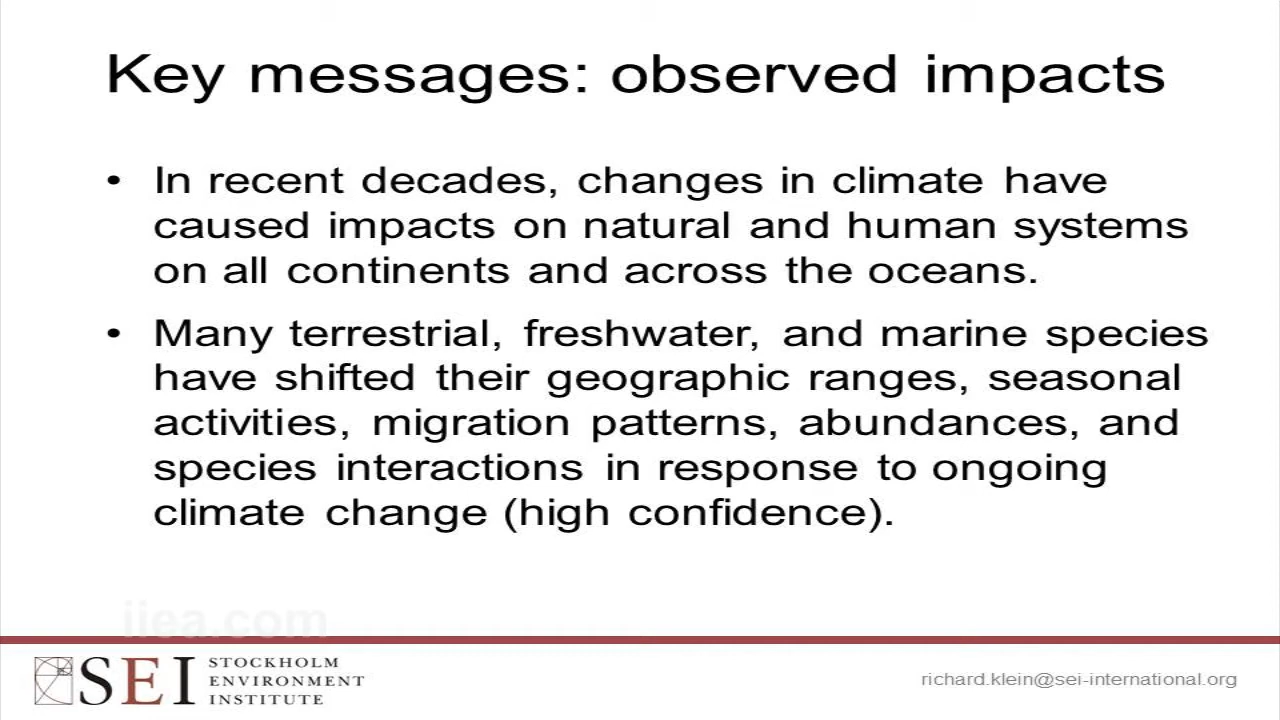 Key messages: observed impacts
• In recent decades, changes in climate have
caused impacts on natural and human systems
on all continents and across the oceans.
• Many terrestrial, freshwater, and marine species
have shifted their geographic ranges, seasonal
activities, migration patterns, abundances, and
species interactions in response to ongoing
climate change (high confidence).
iiea.com
SEI
STOCKHOLM
ENVIRONMENT
INSTITUTE
richard.klein@sei-international.org